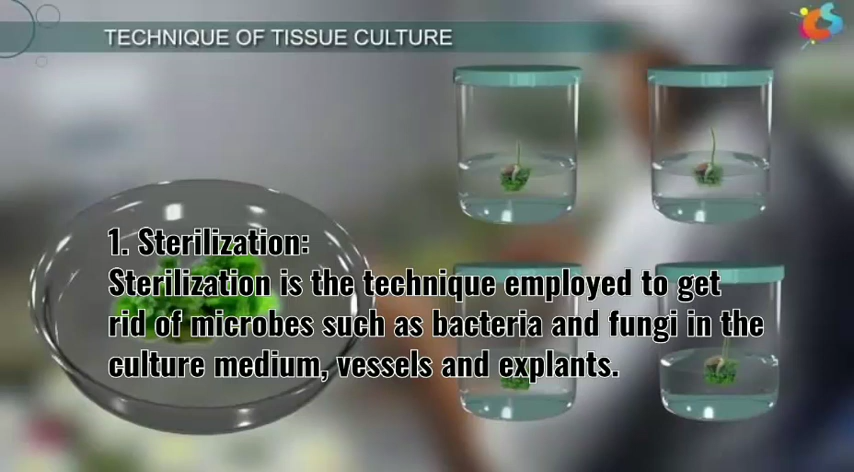 TECHNIQUE OF TISSUE CULTURE
1. Sterilization:
Sterilization is the technique employed to get
rid of microbes such as bacteria and fungi in the
culture medium, vessels and explants.